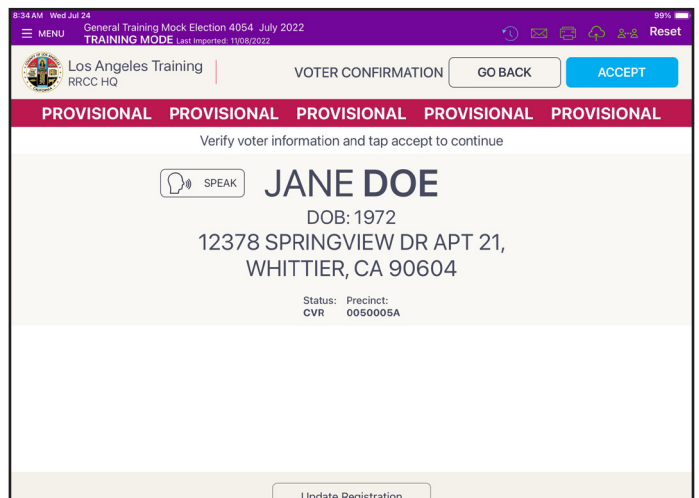 8:34 AM Wed Jul 24
99%
MENU
General Training Mock Election 4054 July 2022
TRAINING MODE Last Imported: 11/08/2022
Reset
Los Angeles Training
RRCC HQ
VOTER CONFIRMATION
GO BACK
ACCEPT
PROVISIONAL PROVISIONAL PROVISIONAL PROVISIONAL PROVISIONAL
Verify voter information and tap accept to continue
SPEAK
JANE DOE
DOB: 1972
12378 SPRINGVIEW DR APT 21,
WHITTIER, CA 90604
Status: Precinct:
CVR 0050005A
Update Registration